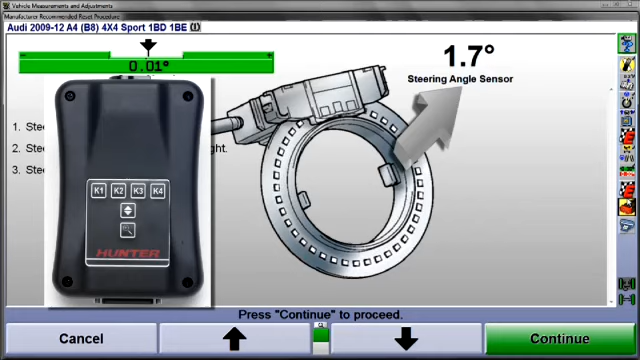 Vehicle Measurements and Adjustments
Manufacturer Recommended Reset Procedure
Audi 2009-12 A4 (B8) 4X4 Sport 1BD 1BE
0.01°
1.7°
Steering Angle Sensor
1. Stee
2. Stee
ht.
3. Stee
K1 K2 K3 K4
HUNTER
Press "Continue" to proceed.
Cancel
Continue